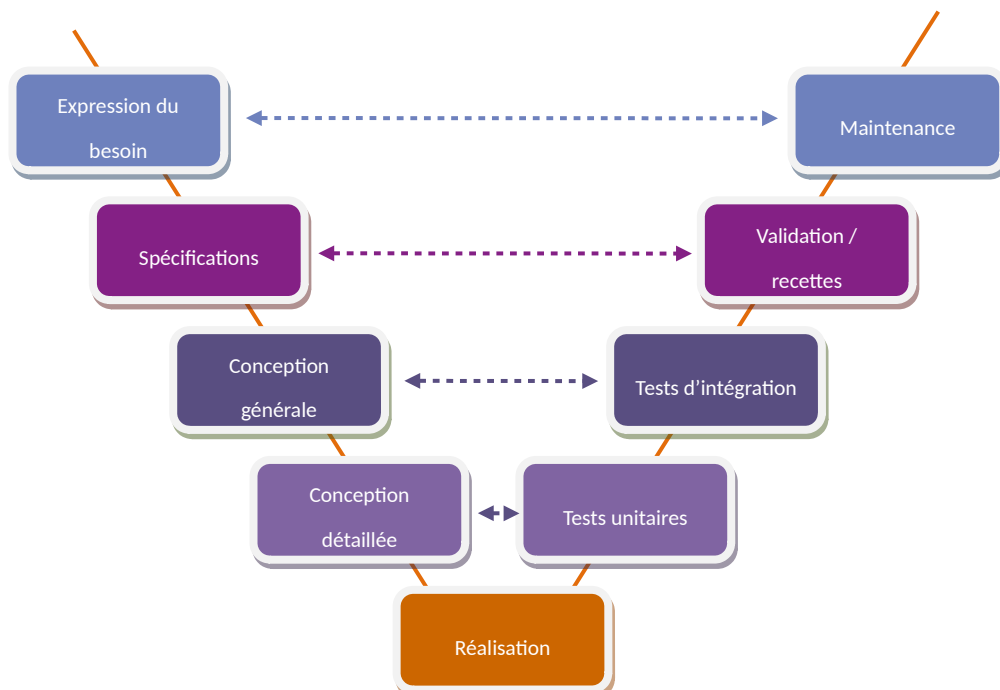 Expression du
besoin
Maintenance
Spécifications
Validation /
recettes
Conception
générale
Tests d’intégration
Conception
détaillée
Tests unitaires
Réalisation